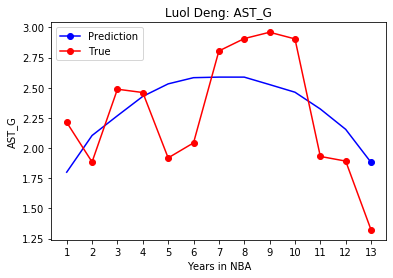 Luol Deng: AST_G
Prediction
True
AST_G
3.00
2.75
2.50
2.25
2.00
1.75
1.50
1.25
1 2 3 4 5 6 7 8 9 10 11 12 13
Years in NBA